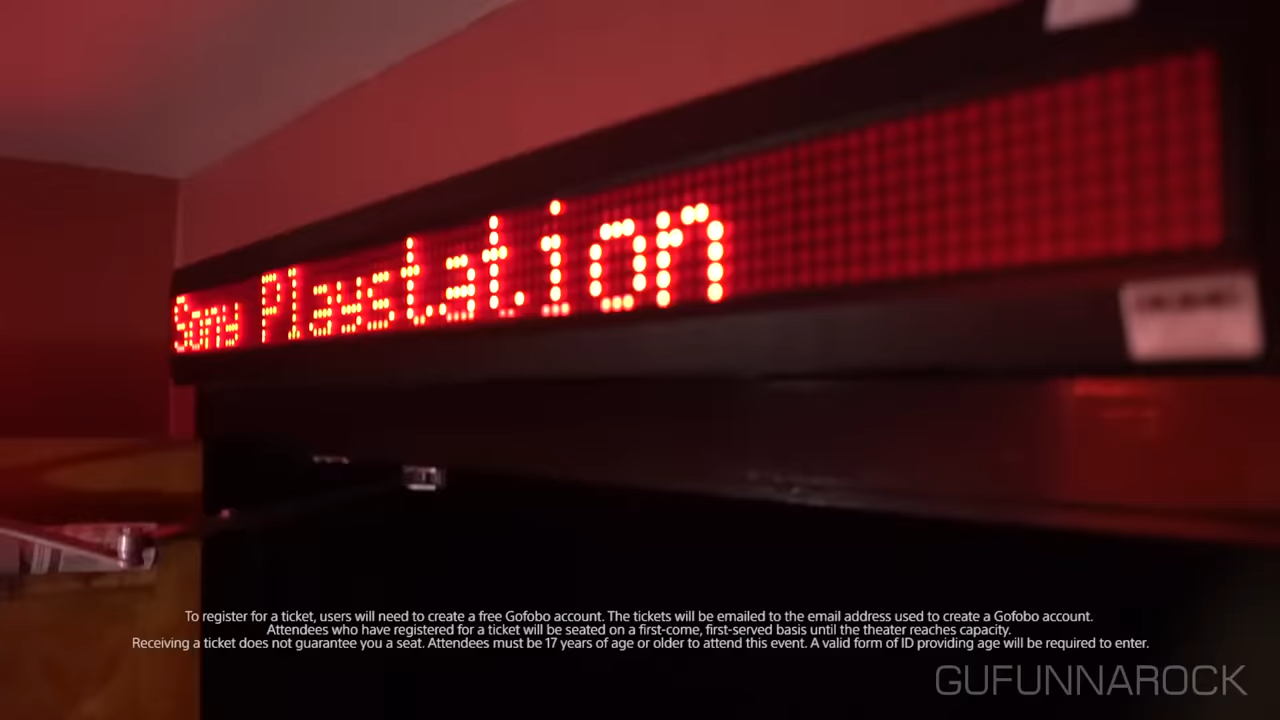 Sony Playstation
To register for a ticket, users will need to create a free Gofobo account. The tickets will be emailed to the email address used to create a Gofobo account.
Attendees who have registered for a ticket will be seated on a first-come, first-served basis until the theater reaches capacity.
Receiving a ticket does not guarantee you a seat. Attendees must be 17 years of age or older to attend this event. A valid form of ID providing age will be required to enter.
GUFUNNAROCK